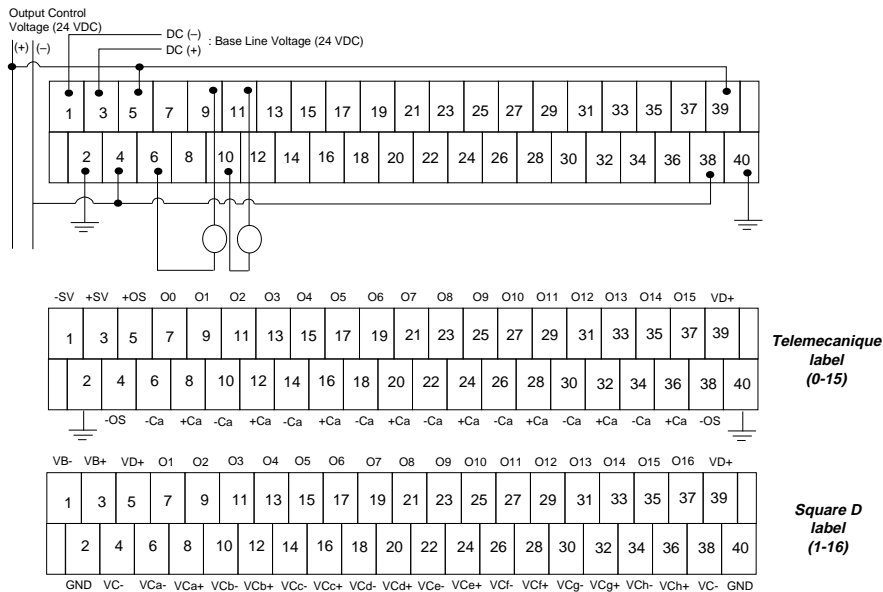 Output Control
Voltage (24 VDC)
(+) (–)
DC (–)
DC (+)
: Base Line Voltage (24 VDC)
1 3 5 7 9 11 13 15 17 19 21 23 25 27 29 31 33 35 37 39
2 4 6 8 10 12 14 16 18 20 22 24 26 28 30 32 34 36 38 40
-SV +SV +OS O0 O1 O2 O3 O4 O5 O6 O7 O8 O9 O10 O11 O12 O13 O14 O15 VD+
1 3 5 7 9 11 13 15 17 19 21 23 25 27 29 31 33 35 37 39
2 4 6 8 10 12 14 16 18 20 22 24 26 28 30 32 34 36 38 40
-OS -Ca +Ca -Ca +Ca -Ca +Ca -Ca +Ca -Ca +Ca -Ca +Ca -Ca +Ca -Ca +Ca -OS
Telemecanique
label
(0-15)
VB- VB+ VD+ O1 O2 O3 O4 O5 O6 O7 O8 O9 O10 O11 O12 O13 O14 O15 O16 VD+
1 3 5 7 9 11 13 15 17 19 21 23 25 27 29 31 33 35 37 39
2 4 6 8 10 12 14 16 18 20 22 24 26 28 30 32 34 36 38 40
GND VC- VCa- VCa+ VCb- VCb+ VCc- VCc+ VCd- VCd+ VCe- VCe+ VCf- VCf+ VCg- VCg+ VCh- VCh+ VC- GND
Square D
label
(1-16)